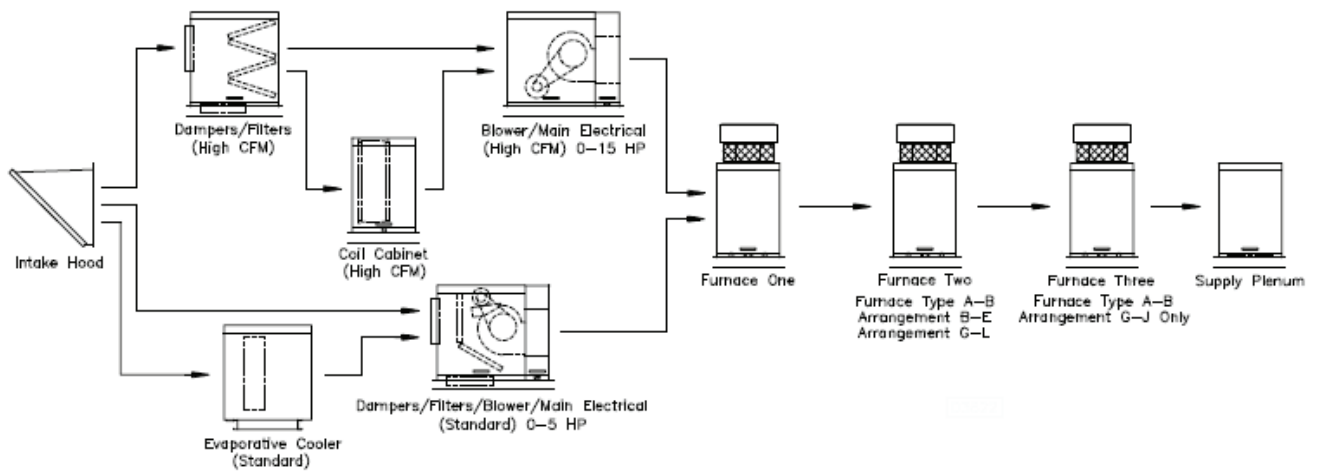 Dampers/Filters
(High CFM)
Blower/Main Electrical
(High CFM) 0-15 HP
Intake Hood
Coil Cabinet
(High CFM)
Furnace One
Furnace Two
Furnace Type A-B
Arrangement B-E
Arrangement G-L
Furnace Three
Furnace Type A-B
Arrangement G-J Only
Supply Plenum
Dampers/Filters/Blower/Main Electrical
(Standard) 0-5 HP
Evaporative Cooler
(Standard)